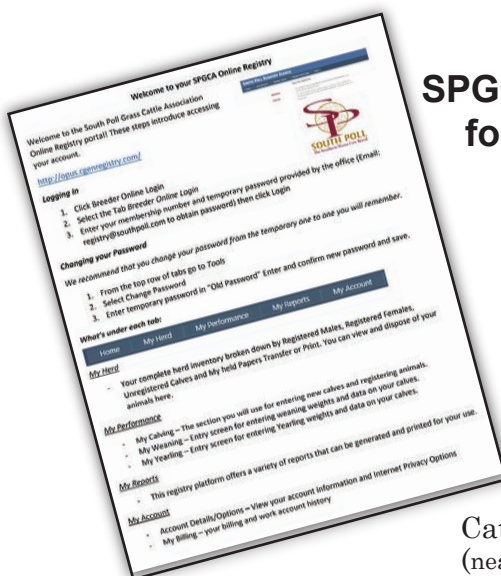 Welcome to your SPGCA Online Registry
Welcome to the South Poll Grass Cattle Association
Online Registry portal! These steps introduce accessing
your account.
http://opus.cgenregistry.com/
SOUTH POLL
Logging in
1. Click Breeder Online Login
2. Select the Tab Breeder Online Login
3. Enter your membership number and temporary password provided by the office (Email:
registry@southpoll.com to obtain password) then click Login
Changing your Password
We recommend that you change your password from the temporary one to one you will remember.
1. From the top row of tabs go to Tools
2. Select Change Password
3. Enter temporary password in "Old Password" Enter and confirm new password and save.
What's under each tab:
Home My Herd My Performance My Reports My Account
My Herd
- Your complete herd inventory broken down by Registered Males, Registered Females,
Unregistered Calves and My held Papers Transfer or Print. You can view and dispose of your
animals here.
My Performance
- My Calving – The section you will use for entering new calves and registering animals.
- My Weaning – Entry screen for entering weaning weights and data on your calves.
- My Yearling – Entry screen for entering Yearling weights and data on your calves.
My Reports
- This registry platform offers a variety of reports that can be generated and printed for your use.
My Account
- Account Details/Options – View your account information and Internet Privacy Options
- My Billing – your billing and work account history
SPG
fo
Cat
(nea